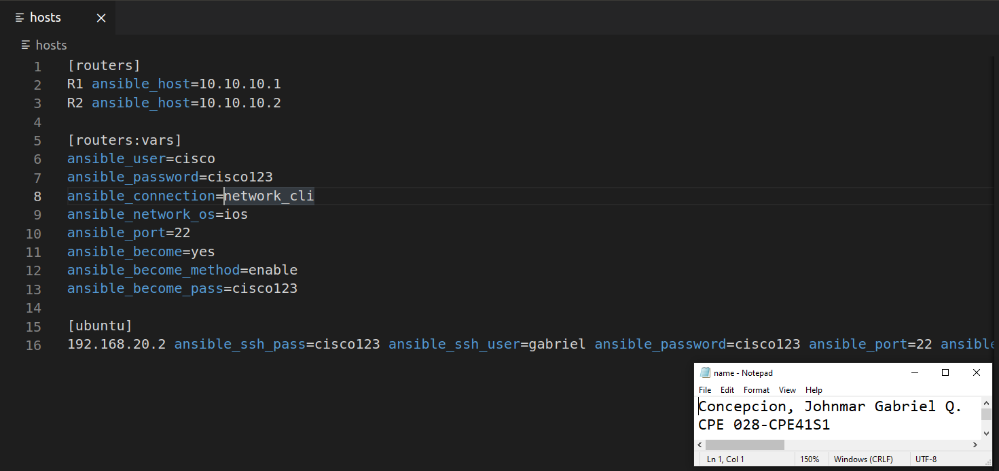 hosts
hosts
1 [routers]
2 R1 ansible_host=10.10.10.1
3 R2 ansible_host=10.10.10.2
4
5 [routers:vars]
6 ansible_user=cisco
7 ansible_password=cisco123
8 ansible_connection=network_cli
9 ansible_network_os=ios
10 ansible_port=22
11 ansible_become=yes
12 ansible_become_method=enable
13 ansible_become_pass=cisco123
14
15 [ubuntu]
16 192.168.20.2 ansible_ssh_pass=cisco123 ansible_ssh_user=gabriel ansible_password=cisco123 ansible_port=22 ansible
name - Notepad
File Edit Format View Help
Concepcion, Johnmar Gabriel Q.
CPE 028-CPE41S1
Ln 1, Col 1 150% Windows (CRLF) UTF-8